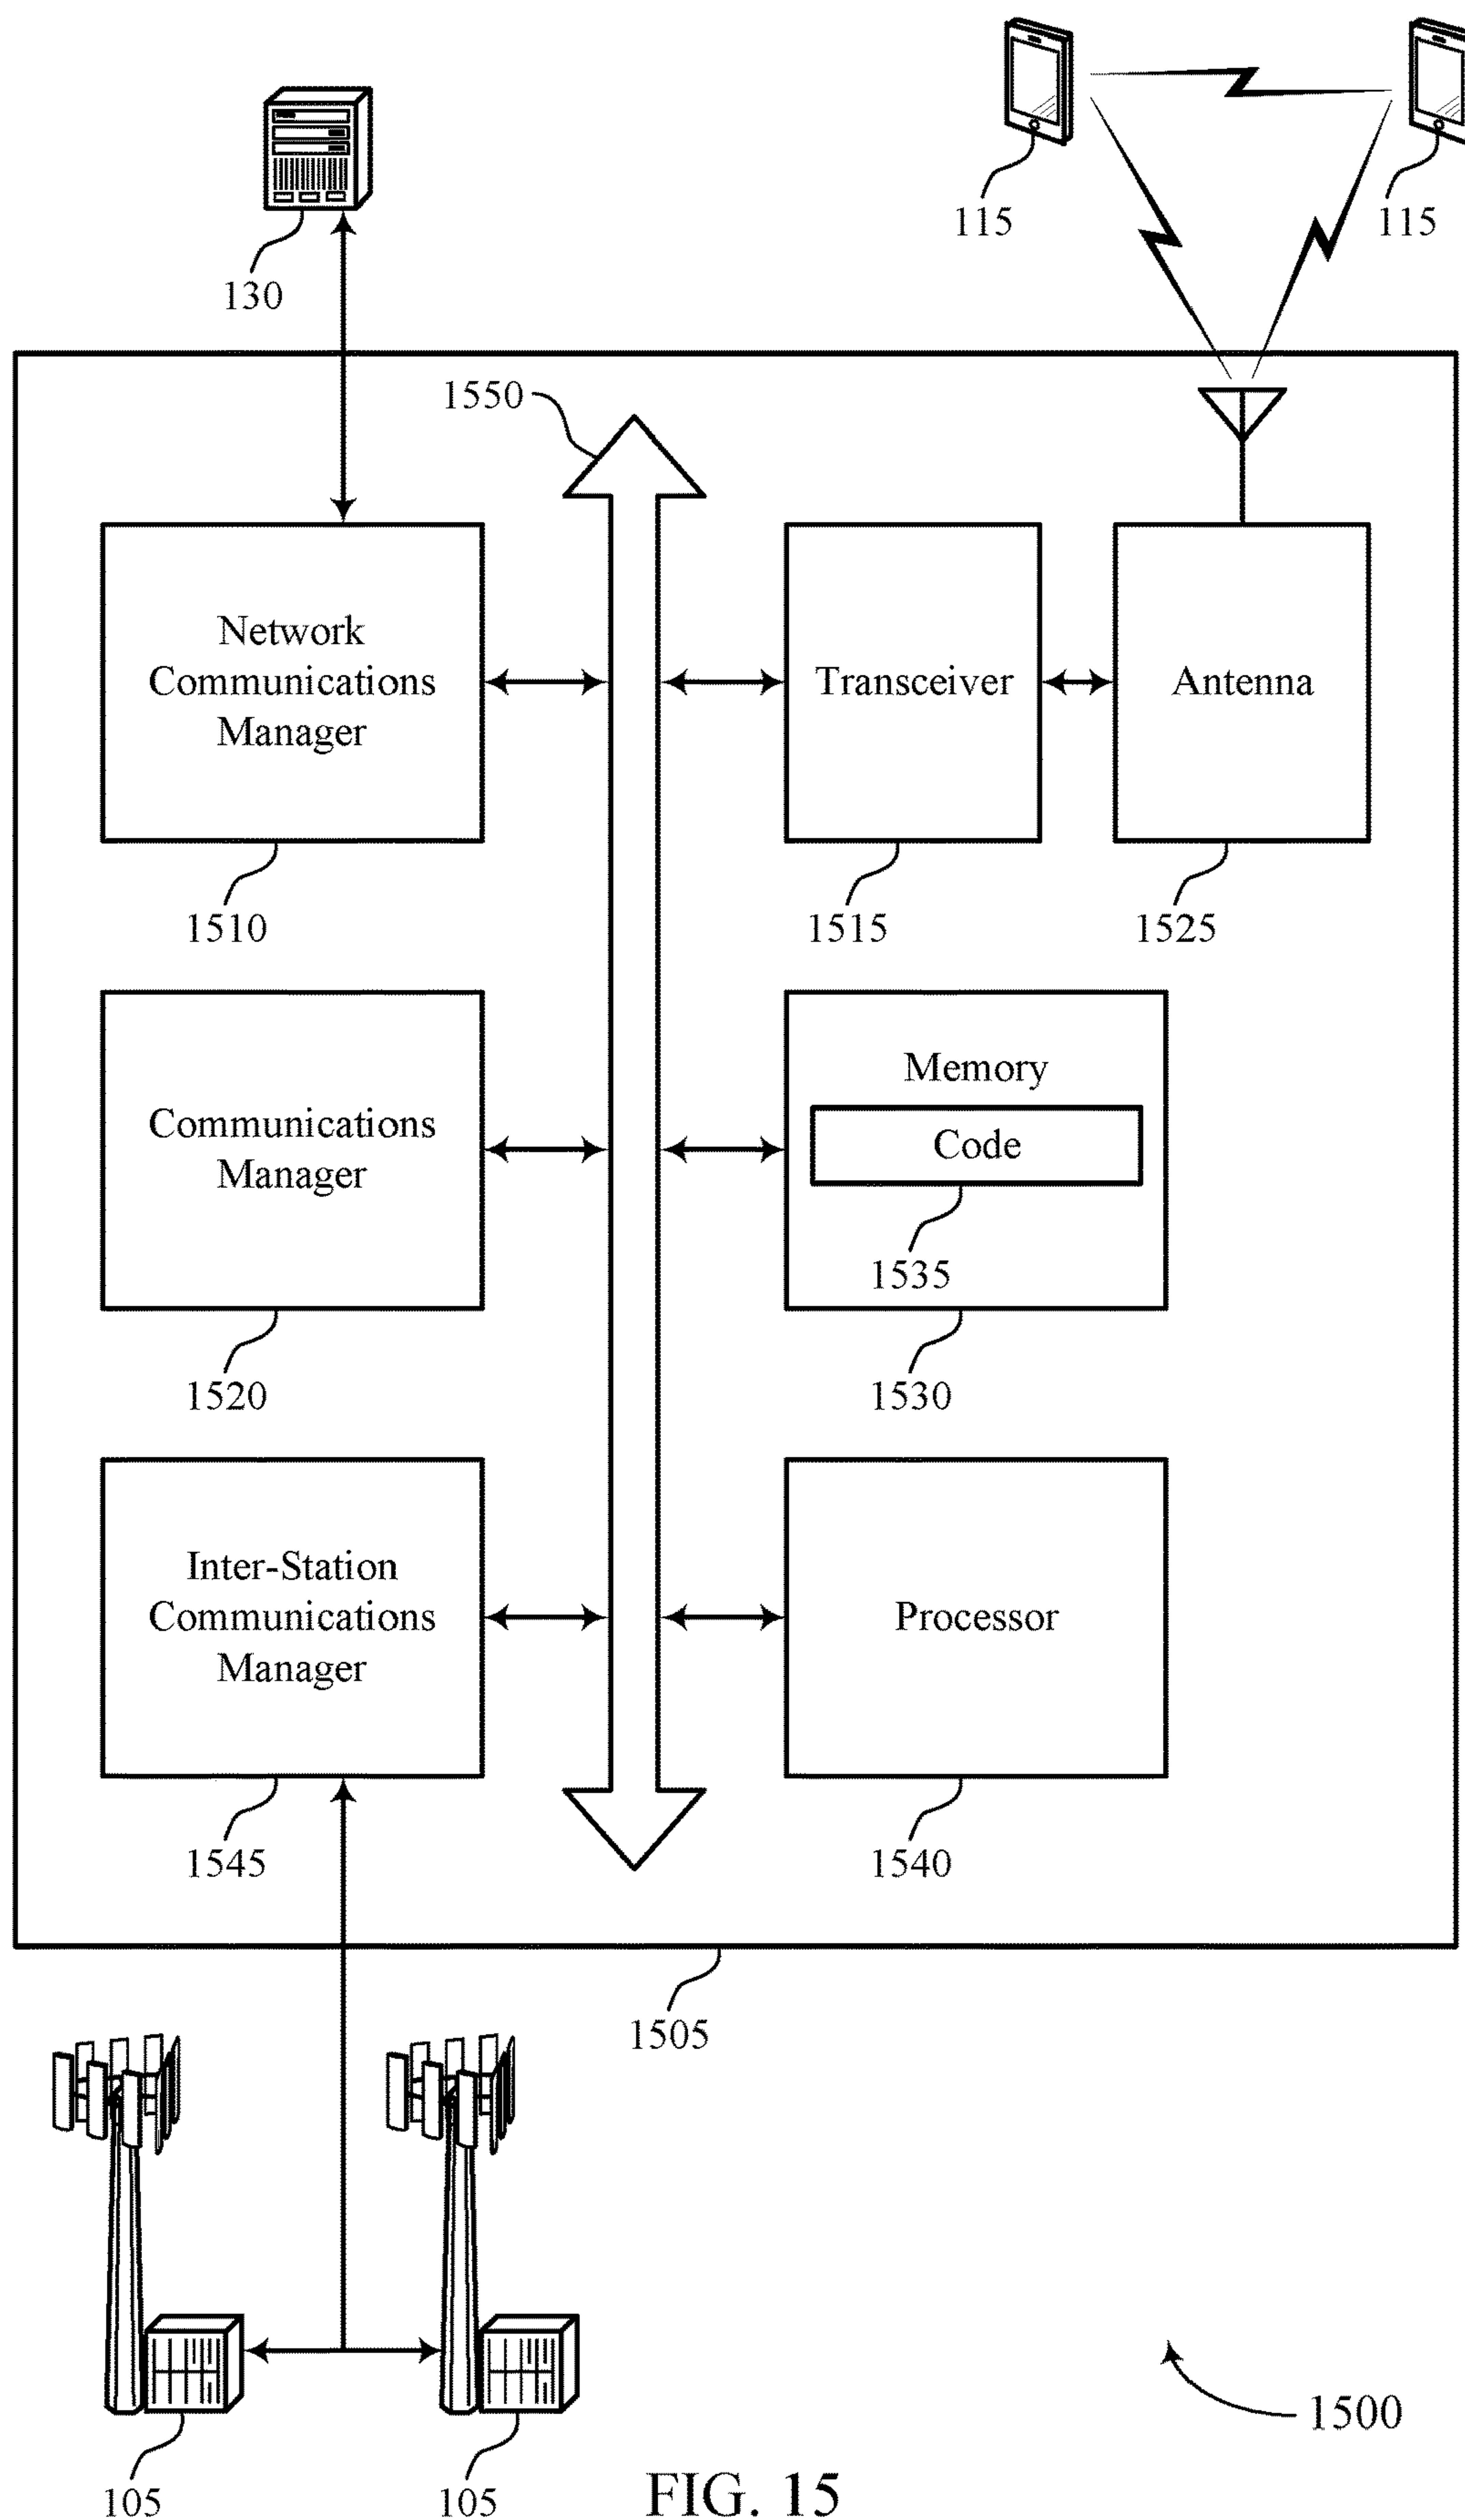 115
115
130
1550
Network
Communications
Manager
Transceiver
Antenna
1510
1515
1525
Communications
Manager
Memory
Code
1535
1520
1530
Inter-Station
Communications
Manager
Processor
1545
1540
1505
1500
105
105
FIG. 15